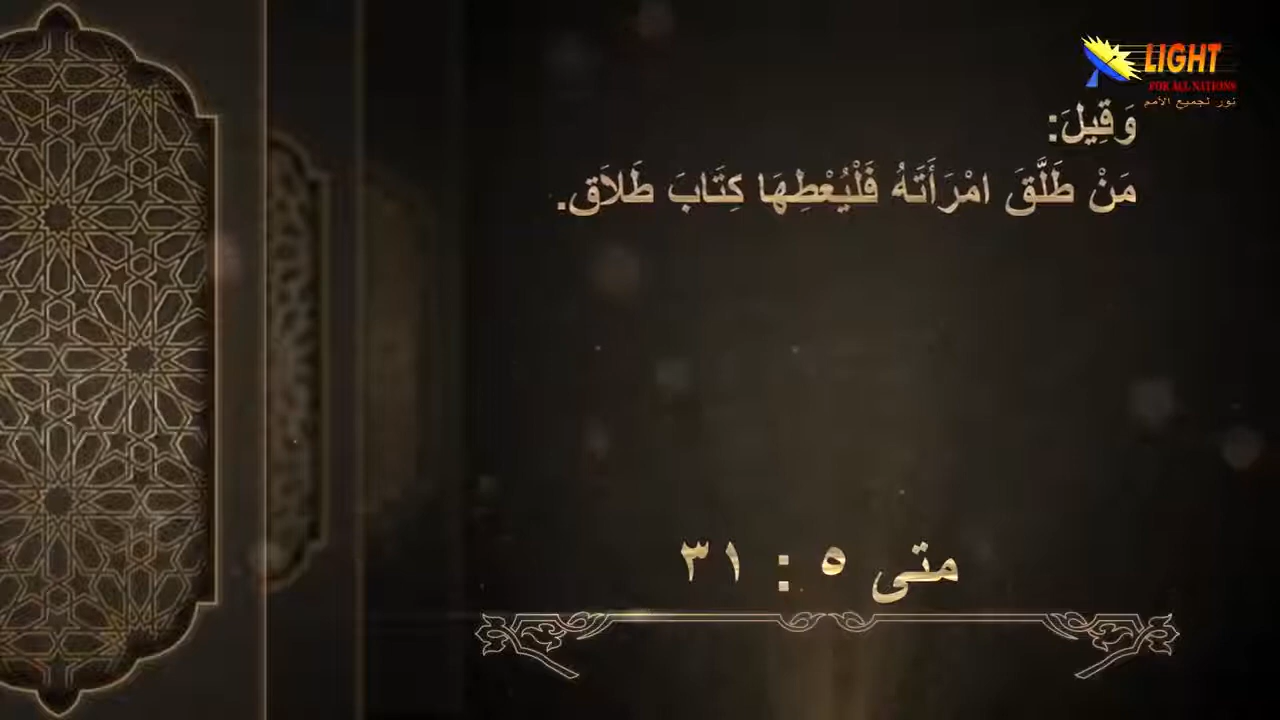 LIGHT
FOR ALL NATIONS
نور لجميع الأمم
وَقِيلَ:
مَنْ طَلَّقَ امْرَأَتَهُ فَلْيُعْطِهَا كِتَابَ طَلاَق.
متى ٥ : ٣١